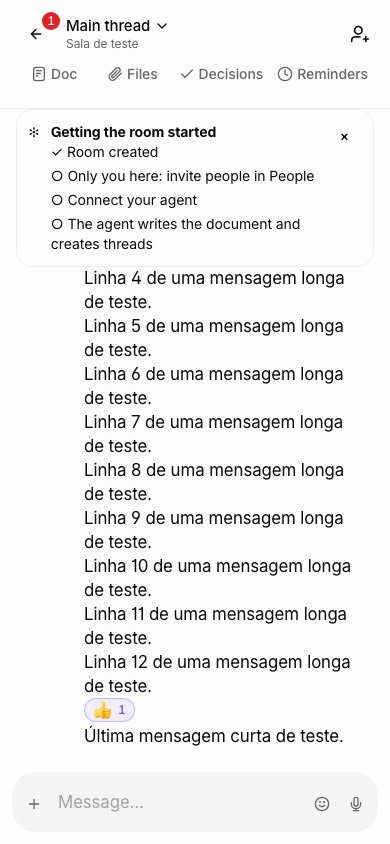 1
Main thread
Sala de teste
Doc
Files
Decisions
Reminders
Getting the room started
✓ Room created
○ Only you here: invite people in People
○ Connect your agent
○ The agent writes the document and
creates threads
Linha 4 de uma mensagem longa
de teste.
Linha 5 de uma mensagem longa
de teste.
Linha 6 de uma mensagem longa
de teste.
Linha 7 de uma mensagem longa
de teste.
Linha 8 de uma mensagem longa
de teste.
Linha 9 de uma mensagem longa
de teste.
Linha 10 de uma mensagem longa
de teste.
Linha 11 de uma mensagem longa
de teste.
Linha 12 de uma mensagem longa
de teste.
👍 1
Última mensagem curta de teste.
Message...